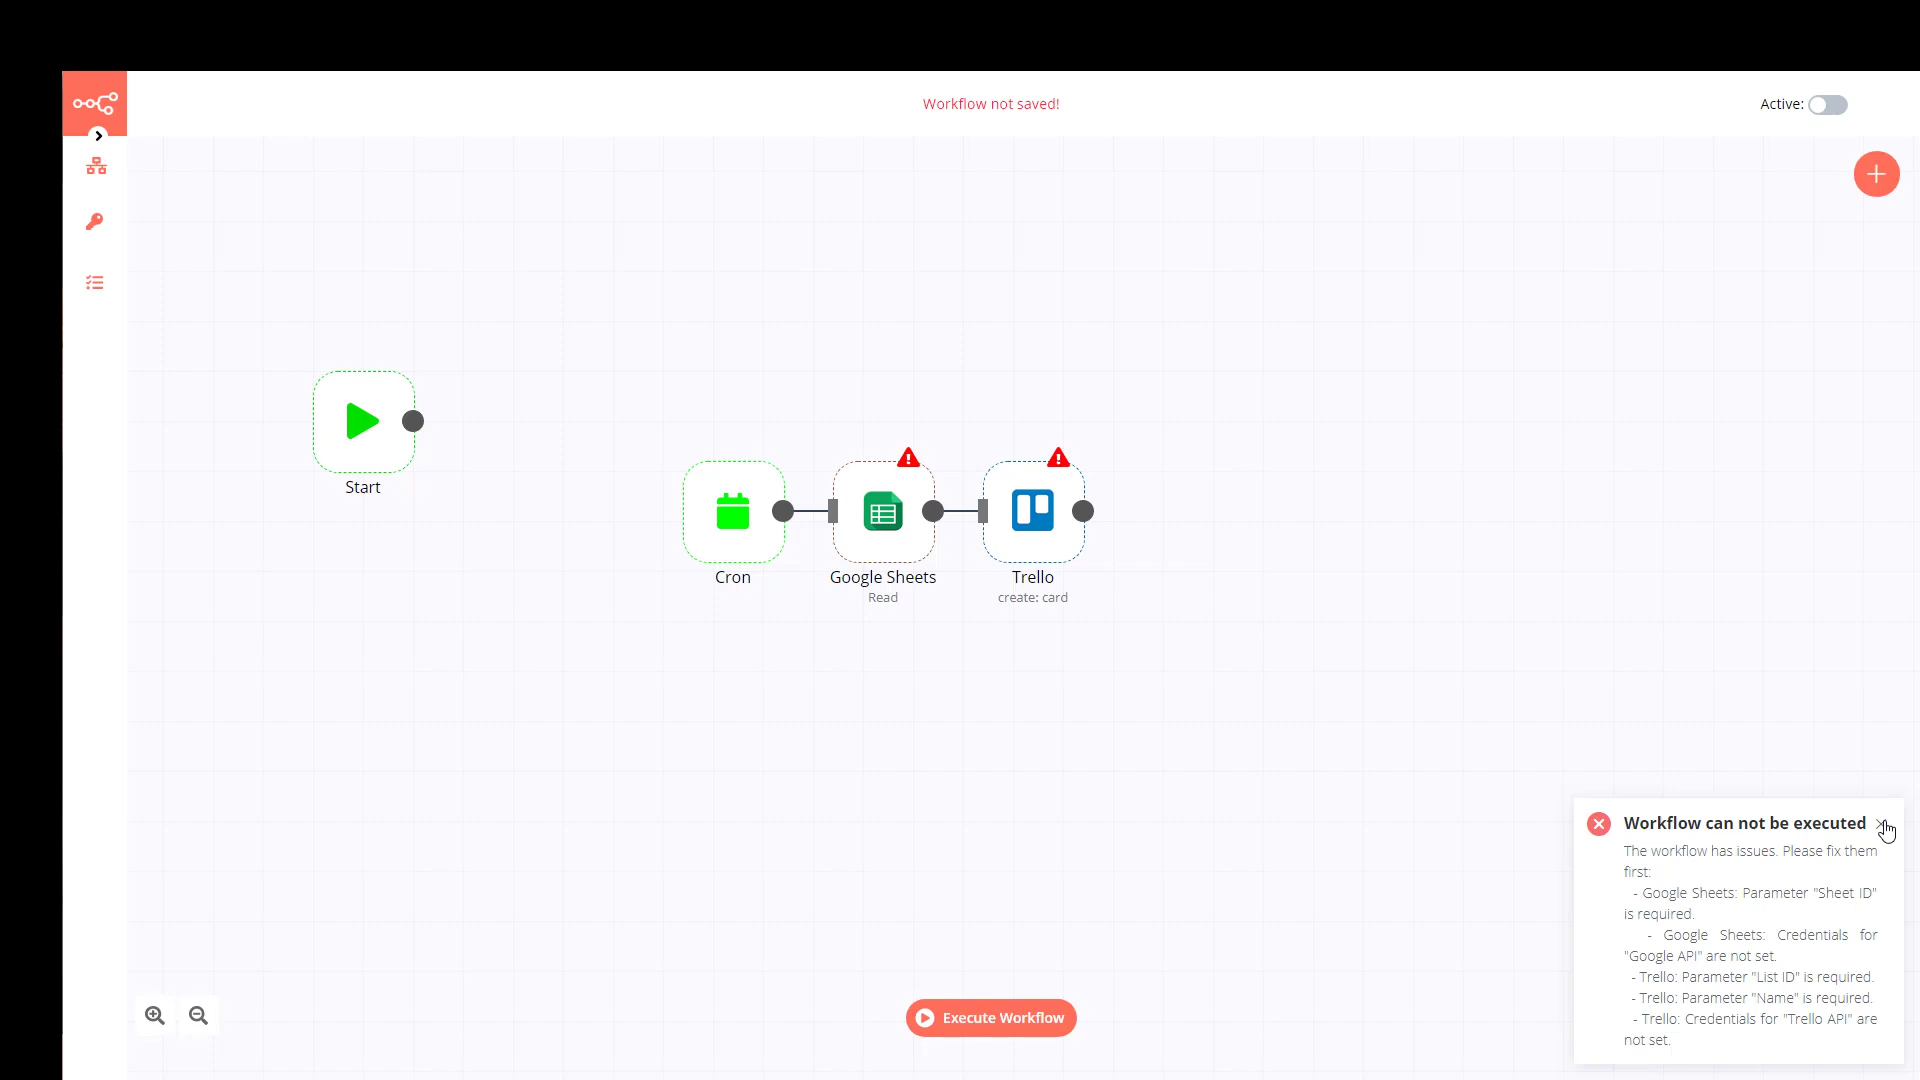 Workflow not saved!
Active:
Start
Cron
Google Sheets
Read
Trello
create: card
Workflow can not be executed
The workflow has issues. Please fix them
first:
- Google Sheets: Parameter "Sheet ID"
is required.
- Google Sheets: Credentials for
"Google API" are not set.
- Trello: Parameter "List ID" is required.
- Trello: Parameter "Name" is required.
- Trello: Credentials for "Trello API" are
not set.
Execute Workflow